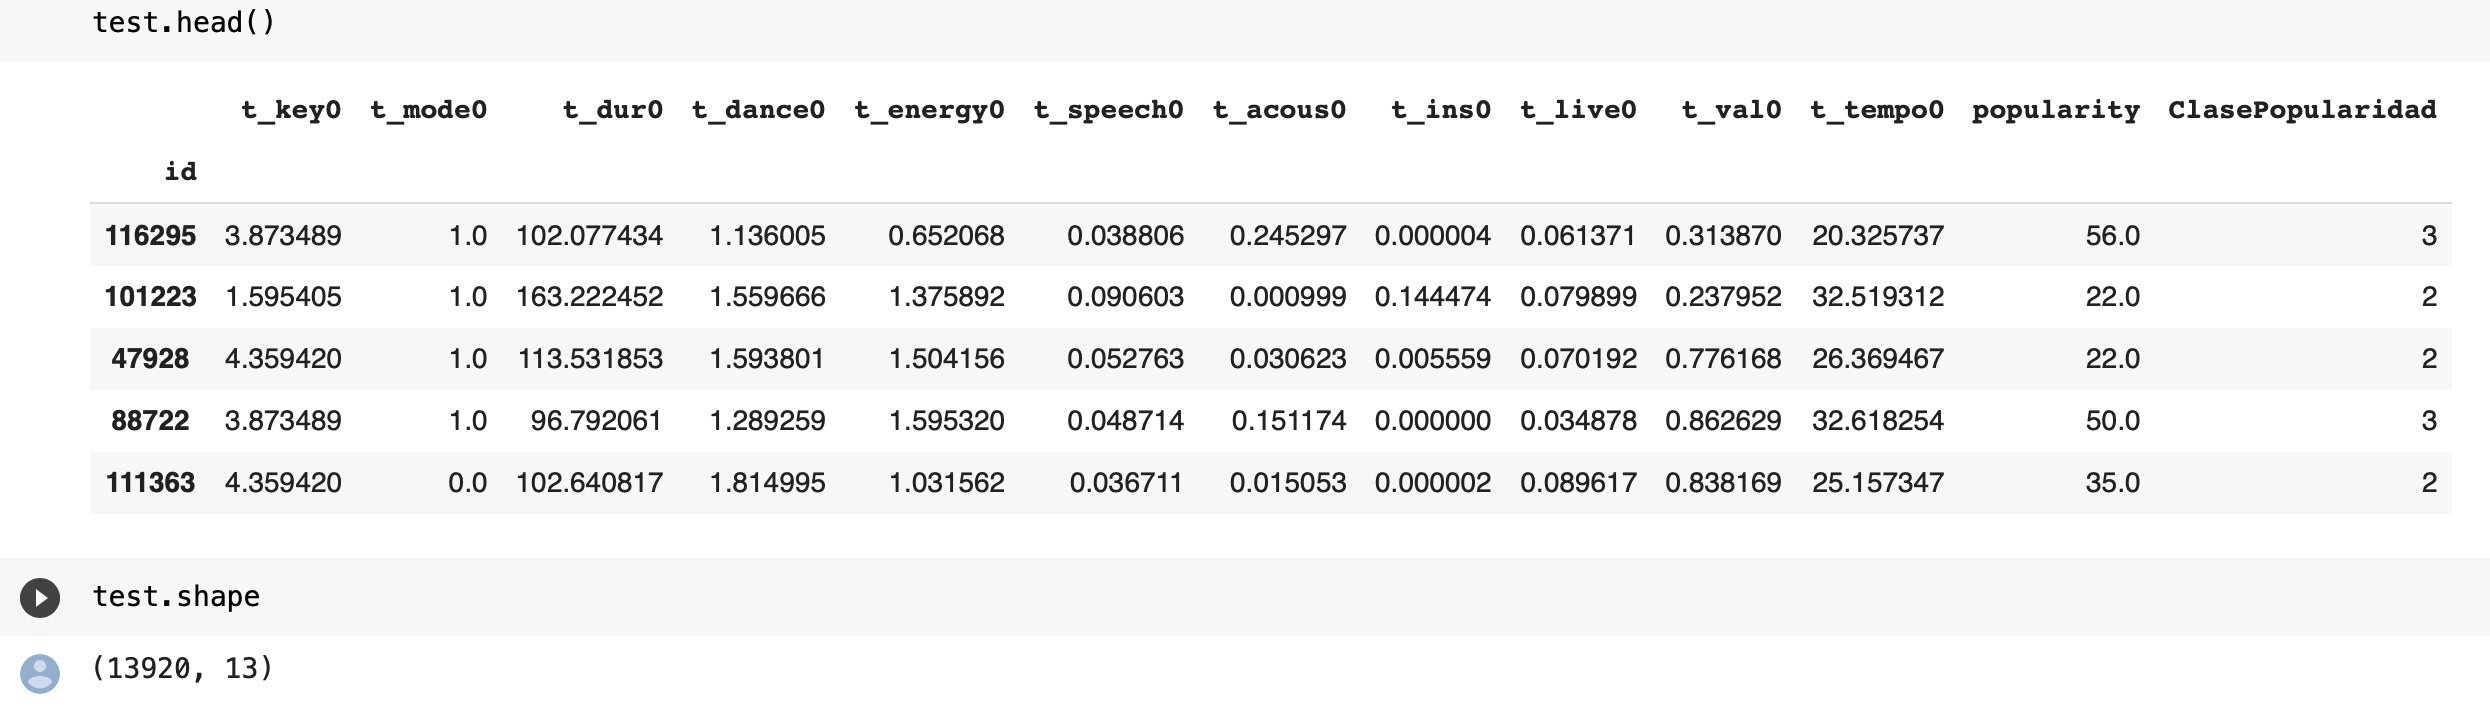 test.head()
t_key0 t_mode0 t_dur0 t_dance0 t_energy0 t_speech0 t_acous0 t_ins0 t_live0 t_val0 t_tempo0 popularity ClasePopularidad
id
116295 3.873489 1.0 102.077434 1.136005 0.652068 0.038806 0.245297 0.000004 0.061371 0.313870 20.325737 56.0 3
101223 1.595405 1.0 163.222452 1.559666 1.375892 0.090603 0.000999 0.144474 0.079899 0.237952 32.519312 22.0 2
47928 4.359420 1.0 113.531853 1.593801 1.504156 0.052763 0.030623 0.005559 0.070192 0.776168 26.369467 22.0 2
88722 3.873489 1.0 96.792061 1.289259 1.595320 0.048714 0.151174 0.000000 0.034878 0.862629 32.618254 50.0 3
111363 4.359420 0.0 102.640817 1.814995 1.031562 0.036711 0.015053 0.000002 0.089617 0.838169 25.157347 35.0 2
test.shape
(13920, 13)